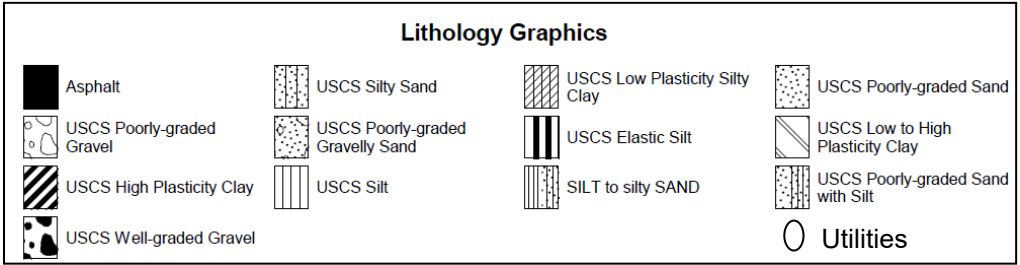 Lithology Graphics
Asphalt
USCS Silty Sand
USCS Low Plasticity Silty
Clay
USCS Poorly-graded Sand
USCS Poorly-graded
Gravel
USCS Poorly-graded
Gravelly Sand
USCS Elastic Silt
USCS Low to High
Plasticity Clay
USCS High Plasticity Clay
USCS Silt
SILT to silty SAND
USCS Poorly-graded Sand
with Silt
USCS Well-graded Gravel
Utilities